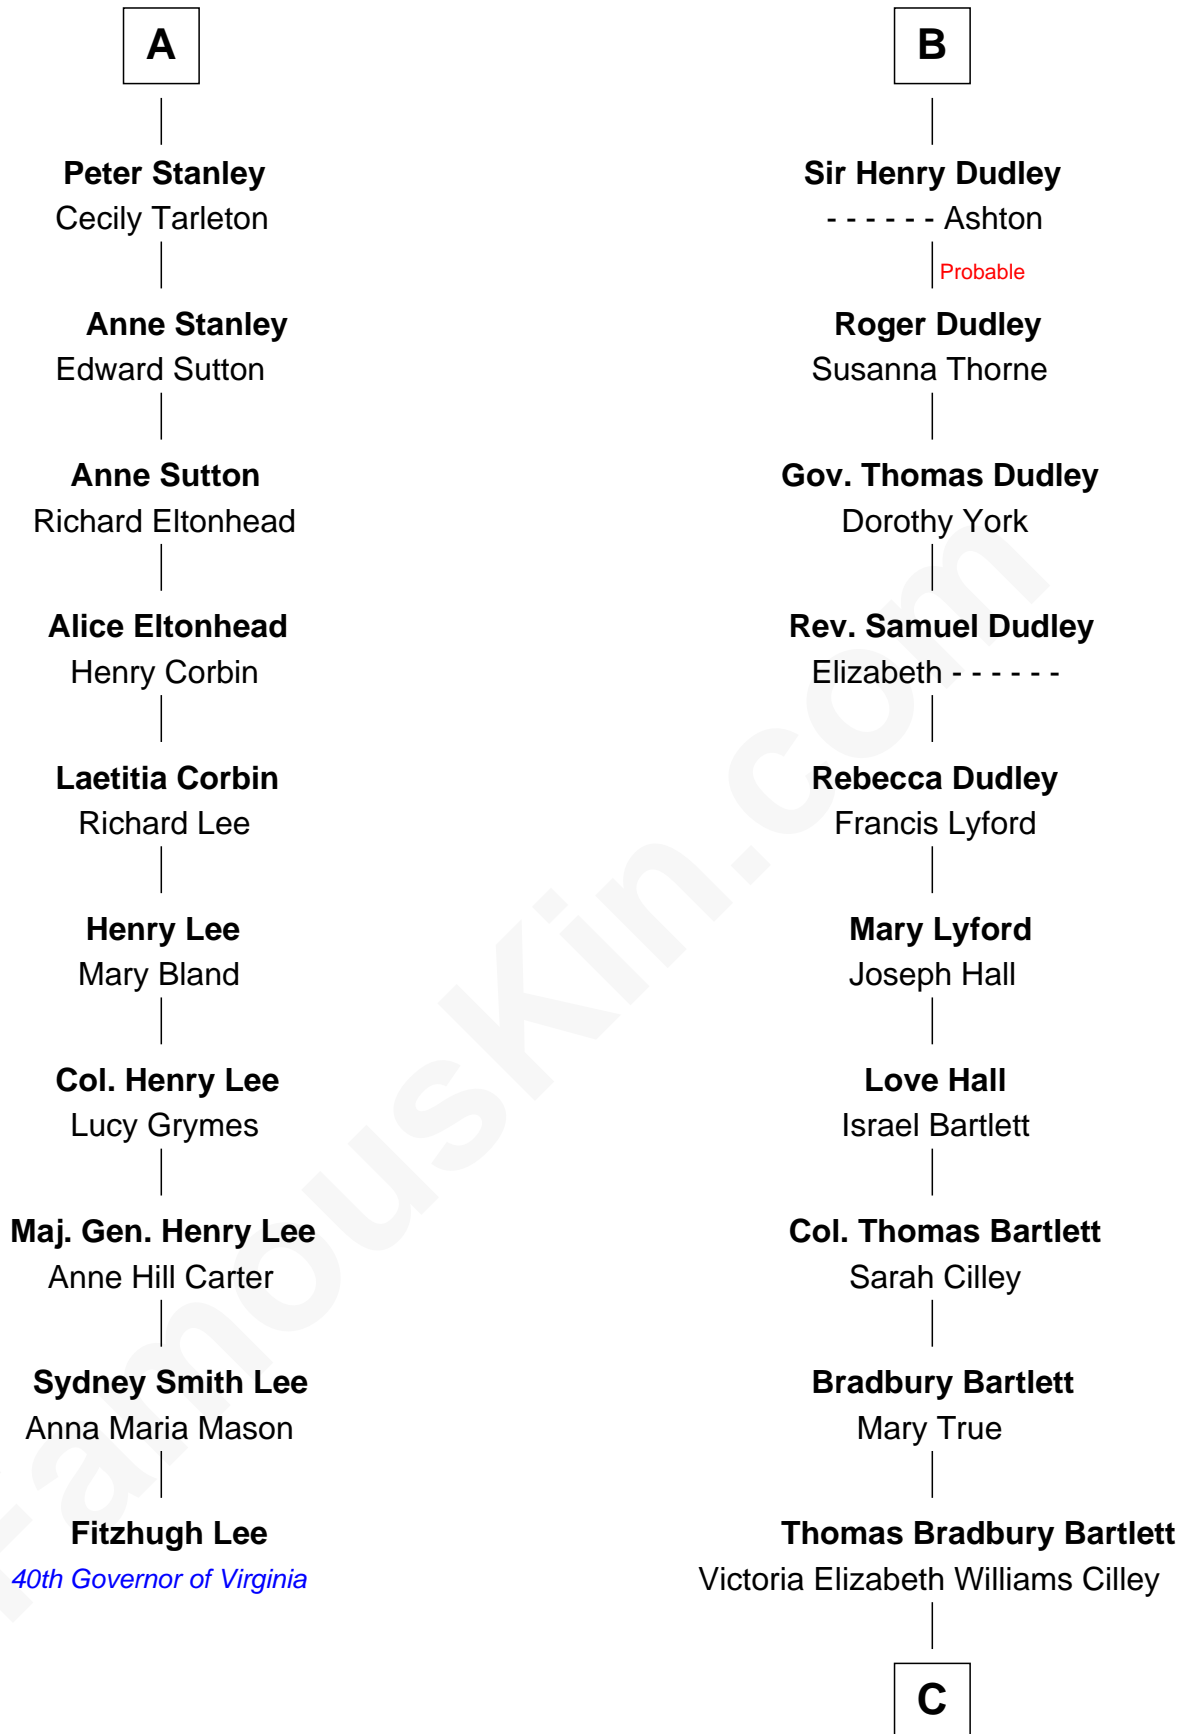 A
Peter Stanley
Cecily Tarleton
Anne Stanley
Edward Sutton
Anne Sutton
Richard Eltonhead
Alice Eltonhead
Henry Corbin
Laetitia Corbin
Richard Lee
Henry Lee
Mary Bland
Col. Henry Lee
Lucy Grymes
Maj. Gen. Henry Lee
Anne Hill Carter
Sydney Smith Lee
Anna Maria Mason
Fitzhugh Lee
40th Governor of Virginia
B
Sir Henry Dudley
- - - - - - Ashton
Probable
Roger Dudley
Susanna Thorne
Gov. Thomas Dudley
Dorothy York
Rev. Samuel Dudley
Elizabeth - - - - - -
Rebecca Dudley
Francis Lyford
Mary Lyford
Joseph Hall
Love Hall
Israel Bartlett
Col. Thomas Bartlett
Sarah Cilley
Bradbury Bartlett
Mary True
Thomas Bradbury Bartlett
Victoria Elizabeth Williams Cilley
C
FamousKin.com